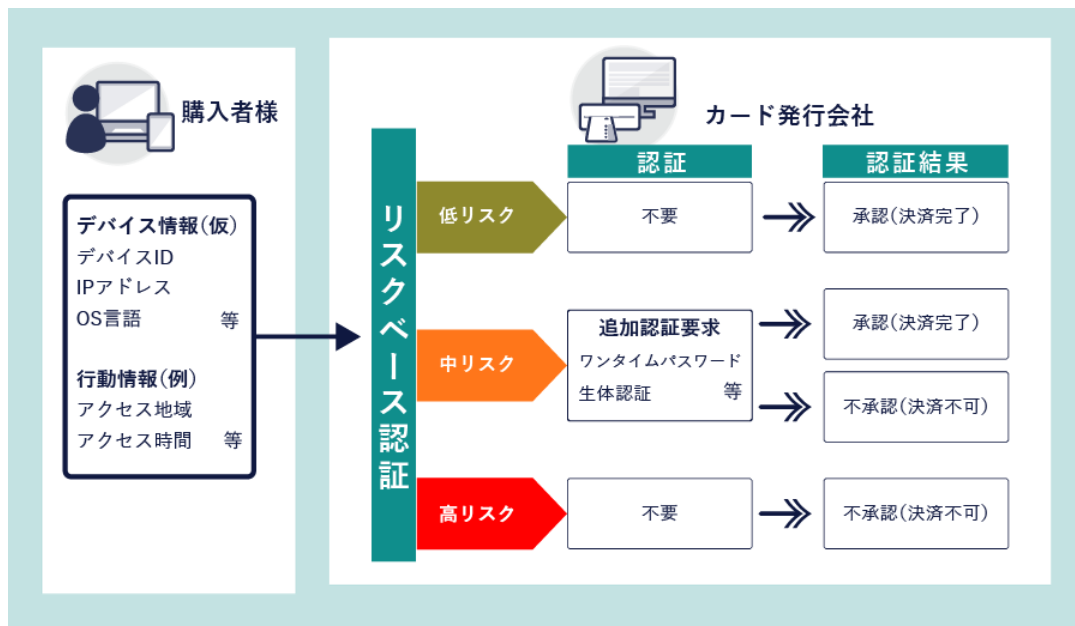 購入者様
デバイス情報(仮)
デバイスID
IPアドレス
OS言語 等
行動情報(例)
アクセス地域
アクセス時間 等
リスクベース認証
カード発行会社
認証
認証結果
低リスク
不要
承認(決済完了)
中リスク
追加認証要求
ワンタイムパスワード
生体認証 等
承認(決済完了)
不承認(決済不可)
高リスク
不要
不承認(決済不可)